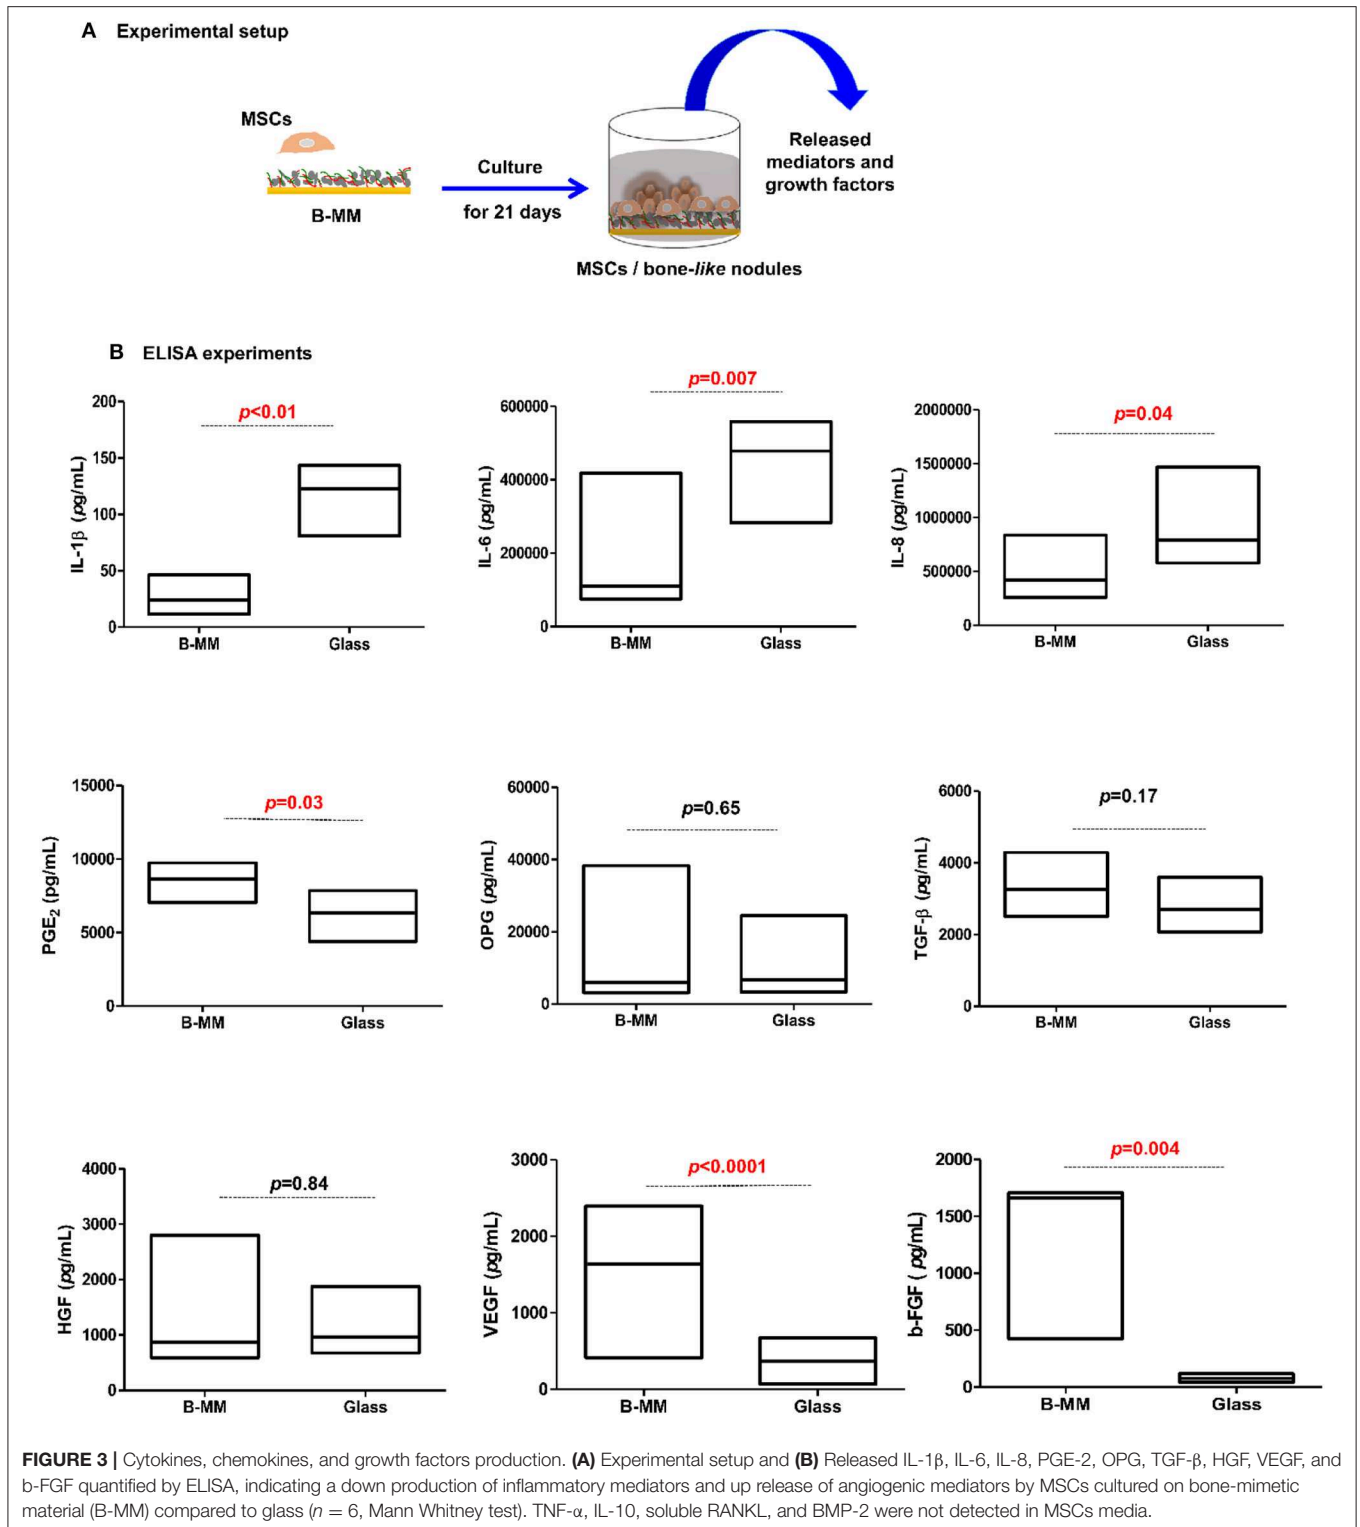 A Experimental setup
MSCs
B-MM
Culture
for 21 days
MSCs / bone-like nodules
Released
mediators and
growth factors
B ELISA experiments
p<0.01
IL-1β (pg/mL)
200
150
100
50
0
B-MM Glass
p=0.007
IL-6 (pg/mL)
600000
400000
200000
0
B-MM Glass
p=0.04
IL-8 (pg/mL)
2000000
1500000
1000000
500000
0
B-MM Glass
p=0.03
PGE2 (pg/mL)
15000
10000
5000
0
B-MM Glass
p=0.65
OPG (pg/mL)
60000
40000
20000
0
B-MM Glass
p=0.17
TGF-β (pg/mL)
6000
4000
2000
0
B-MM Glass
p=0.84
HGF (pg/mL)
4000
3000
2000
1000
0
B-MM Glass
p<0.0001
VEGF (pg/mL)
3000
2000
1000
0
B-MM Glass
p=0.004
b-FGF ( pg/mL)
2000
1500
1000
500
0
B-MM Glass
FIGURE 3 | Cytokines, chemokines, and growth factors production. (A) Experimental setup and (B) Released IL-1β, IL-6, IL-8, PGE-2, OPG, TGF-β, HGF, VEGF, and
b-FGF quantified by ELISA, indicating a down production of inflammatory mediators and up release of angiogenic mediators by MSCs cultured on bone-mimetic
material (B-MM) compared to glass (n = 6, Mann Whitney test). TNF-α, IL-10, soluble RANKL, and BMP-2 were not detected in MSCs media.